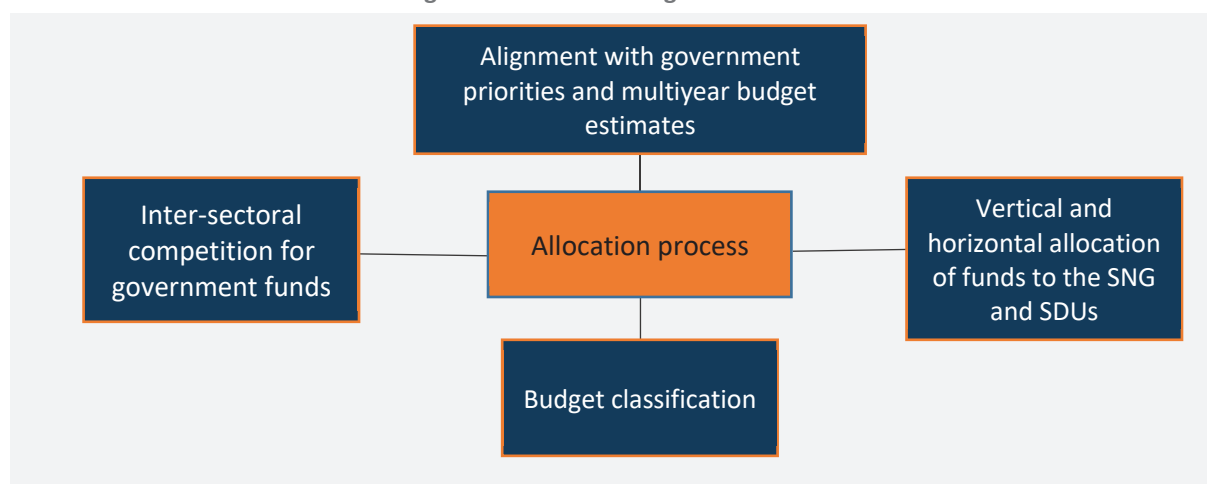 Alignment with government
priorities and multiyear budget
estimates
Inter-sectoral
competition for
government funds
Allocation process
Vertical and
horizontal allocation
of funds to the SNG
and SDUs
Budget classification